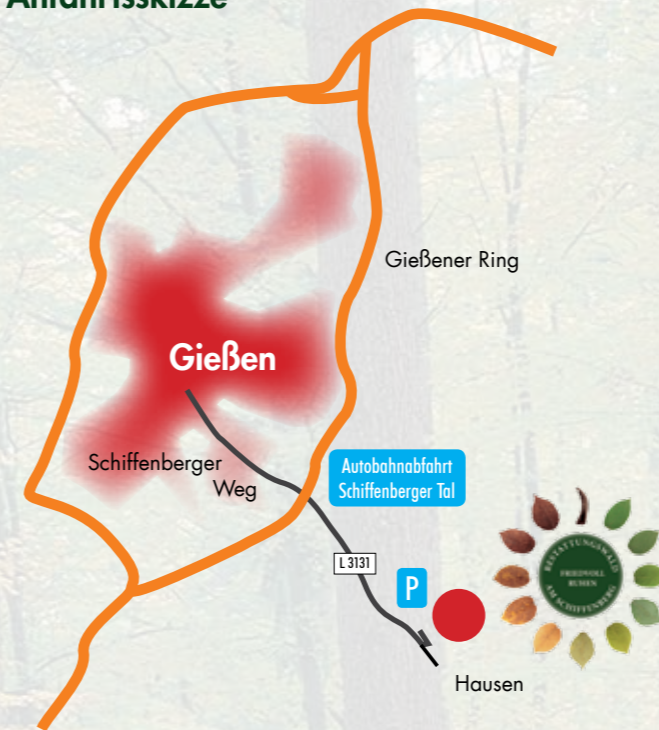 Anfahrtsskizze
Gießener Ring
Gießen
Schiffenberger
Weg
Autobahnabfahrt
Schiffenberger Tal
L 3131
P
BESTATTUNGSWALD
FRIEDVOLL
RUHEN
AM SCHIFFENBERG
Hausen